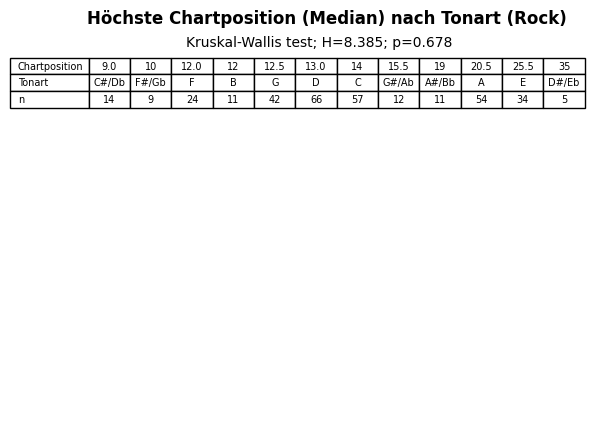 Höchste Chartposition (Median) nach Tonart (Rock)
Kruskal-Wallis test; H=8.385; p=0.678
Chartposition 9.0 10 12.0 12 12.5 13.0 14 15.5 19 20.5 25.5 35
Tonart C#/Db F#/Gb F B G D C G#/Ab A#/Bb A E D#/Eb
n 14 9 24 11 42 66 57 12 11 54 34 5